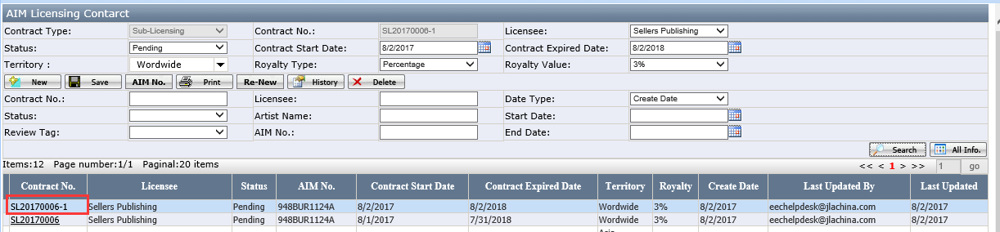 AIM Licensing Contarct
Contract Type: Sub-Licensing Contract No.: SL20170006-1 Licensee: Sellers Publishing
Status: Pending Contract Start Date: 8/2/2017 Contract Expired Date: 8/2/2018
Territory : Wordwide Royalty Type: Percentage Royalty Value: 3%
New Save AIM No. Print Re-New History Delete
Contract No.: Licensee: Date Type: Create Date
Status: Artist Name: Start Date:
Review Tag: AIM No.: End Date:
Search All Info.
Items:12 Page number:1/1 Paginal:20 items << < 1 > >> 1 go
Contract No. Licensee Status AIM No. Contract Start Date Contract Expired Date Territory Royalty Create Date Last Updated By Last Updated
SL20170006-1 Sellers Publishing Pending 948BUR1124A 8/2/2017 8/2/2018 Wordwide 3% 8/2/2017 eechelpdesk@jlachina.com 8/2/2017
SL20170006 Sellers Publishing Pending 948BUR1124A 8/1/2017 7/31/2018 Wordwide 3% 8/2/2017 eechelpdesk@jlachina.com 8/2/2017